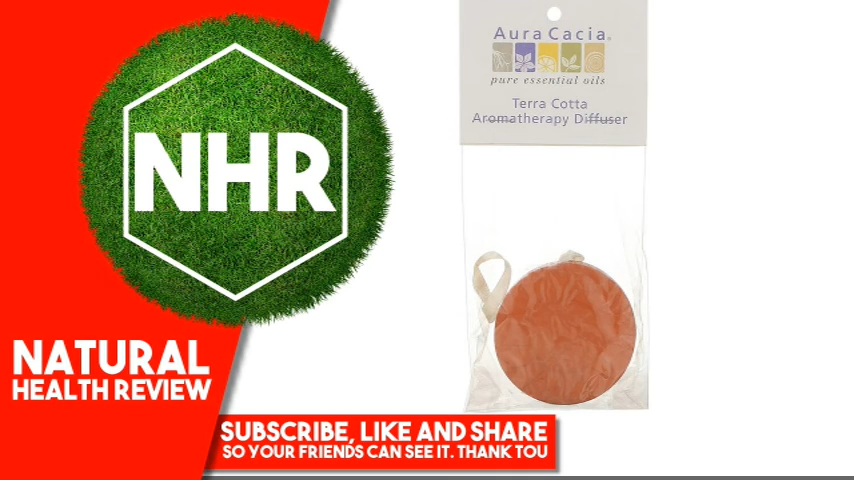 NHR
NATURAL
HEALTH REVIEW
Aura Cacia®
pure essential oils
Terra Cotta
Aromatherapy Diffuser
SUBSCRIBE, LIKE AND SHARE
SO YOUR FRIENDS CAN SEE IT. THANK TOU